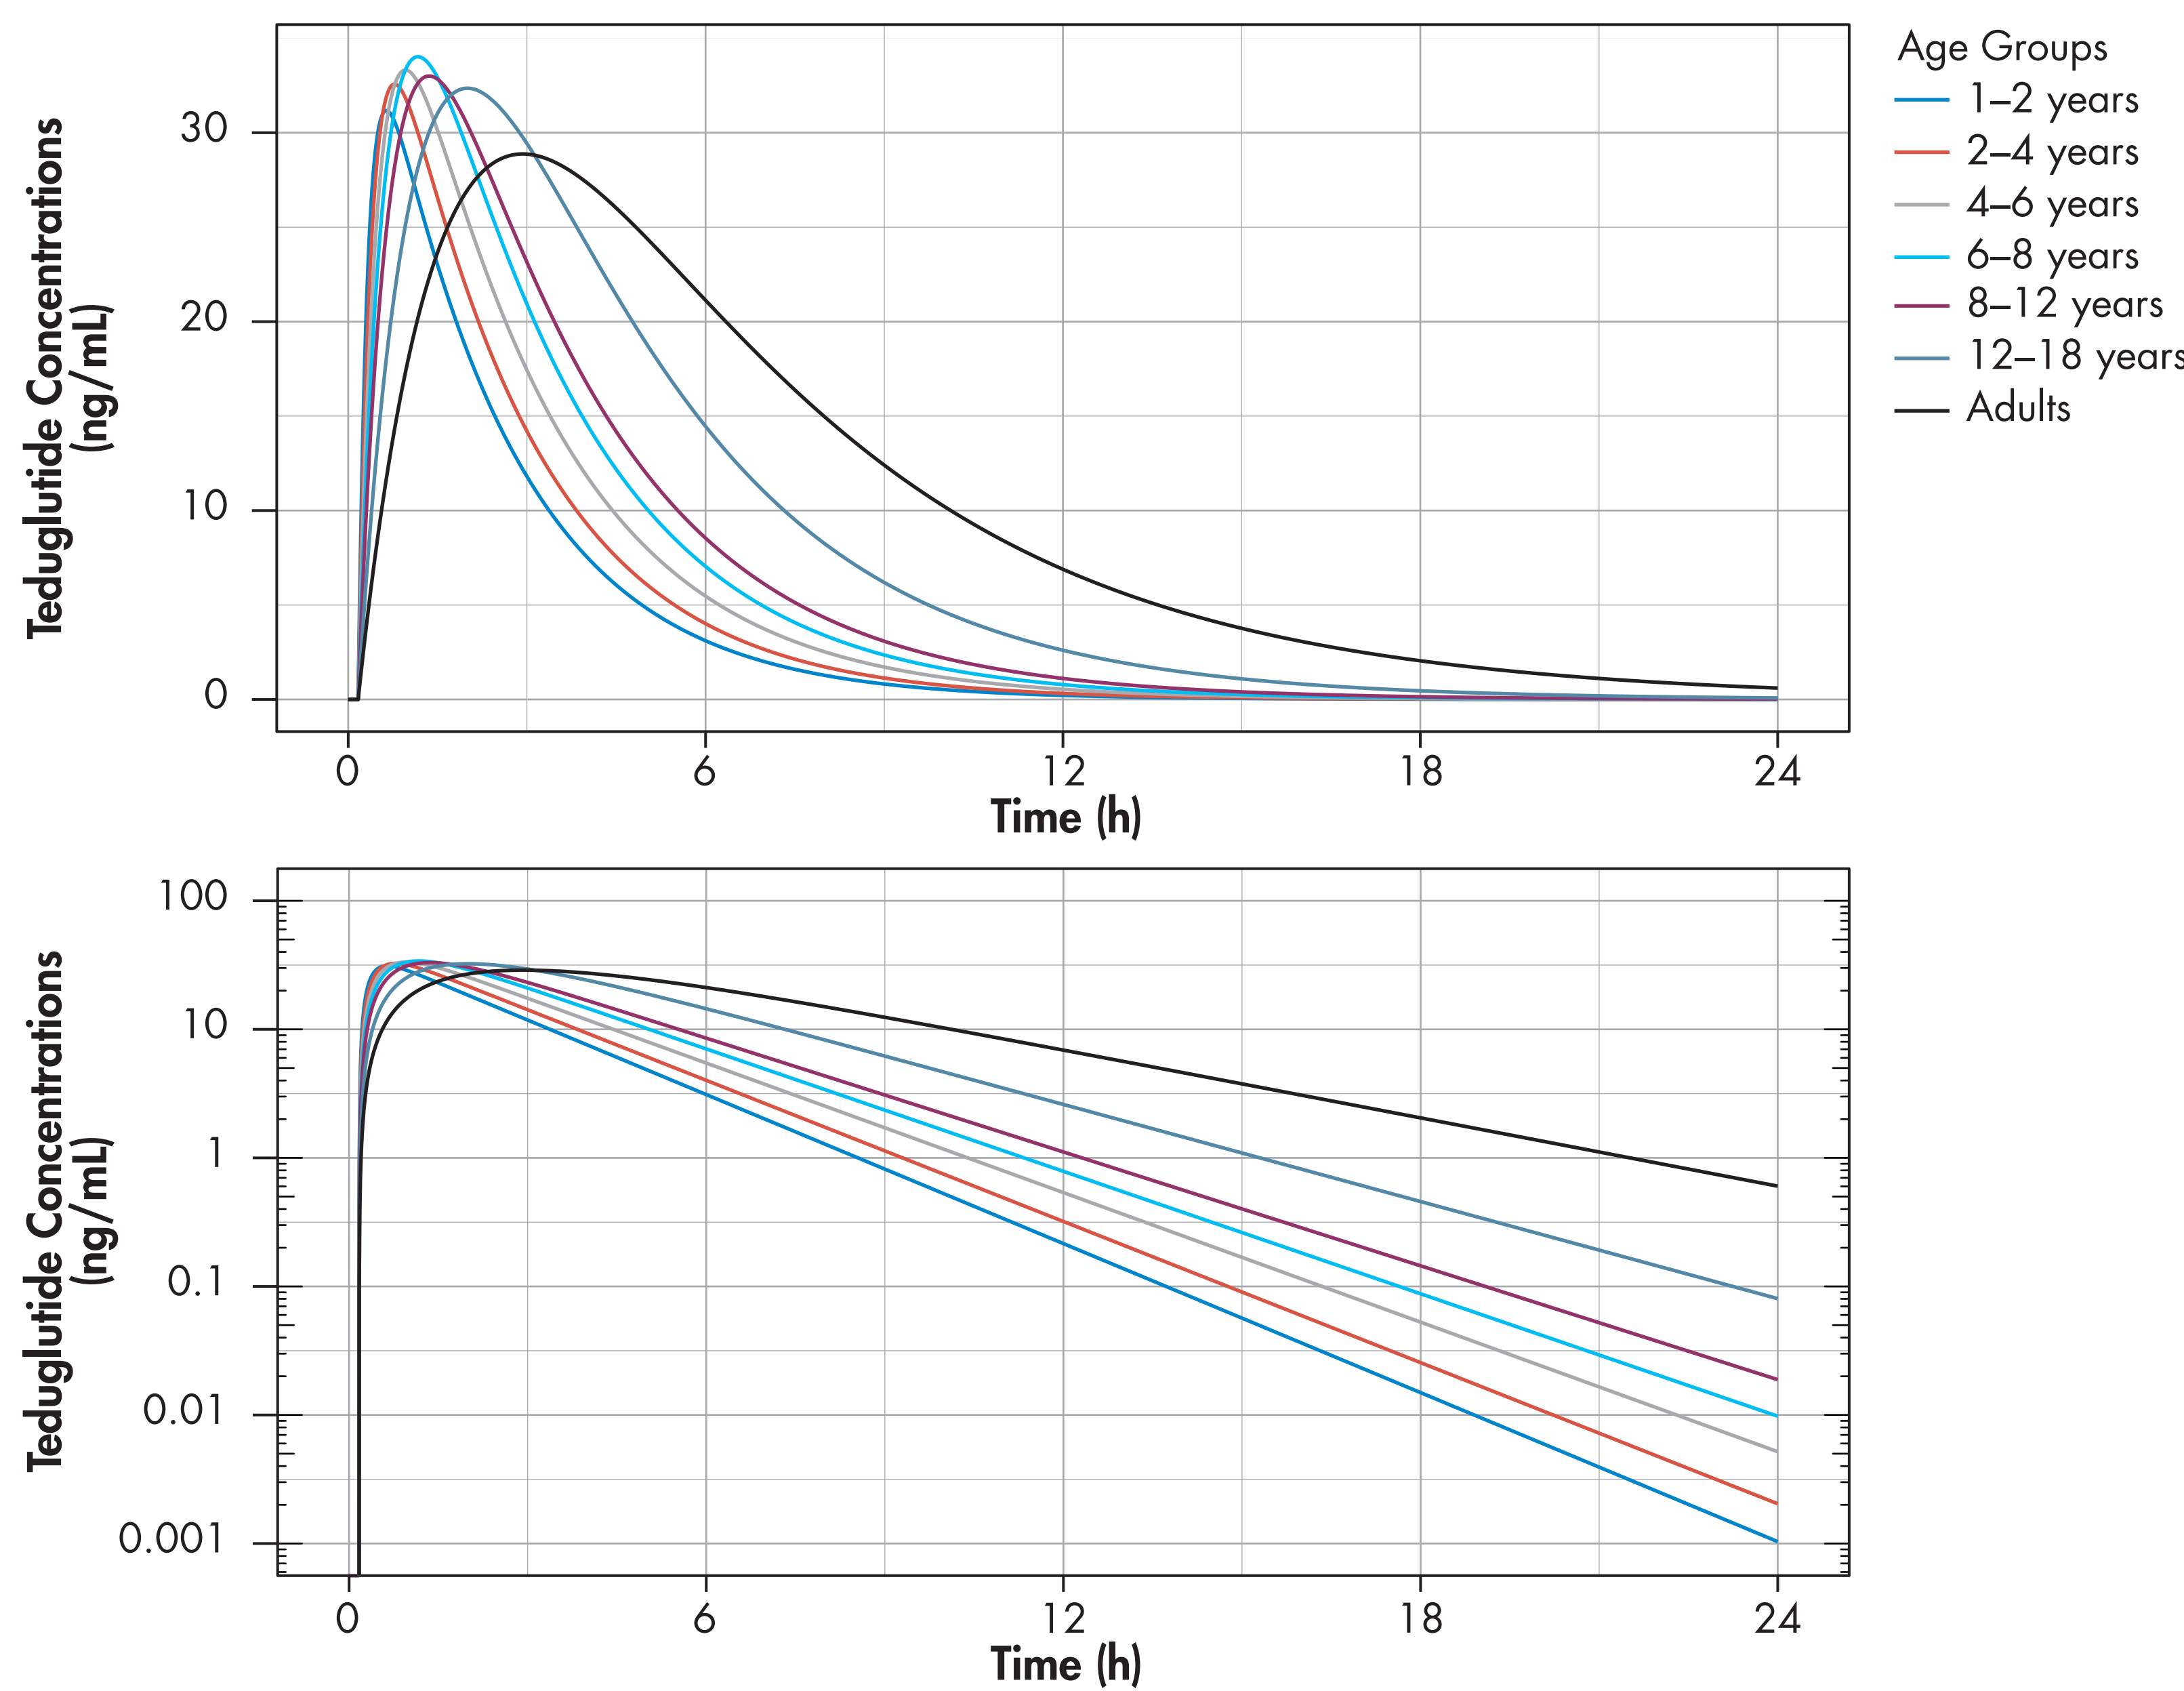 Teduglutide Concentrations
(ng/mL)
30
20
10
0
0 6 12 18 24
Time (h)
Age Groups
1–2 years
2–4 years
4–6 years
6–8 years
8–12 years
12–18 years
Adults
Teduglutide Concentrations
(ng/mL)
100
10
1
0.1
0.01
0.001
0 6 12 18 24
Time (h)